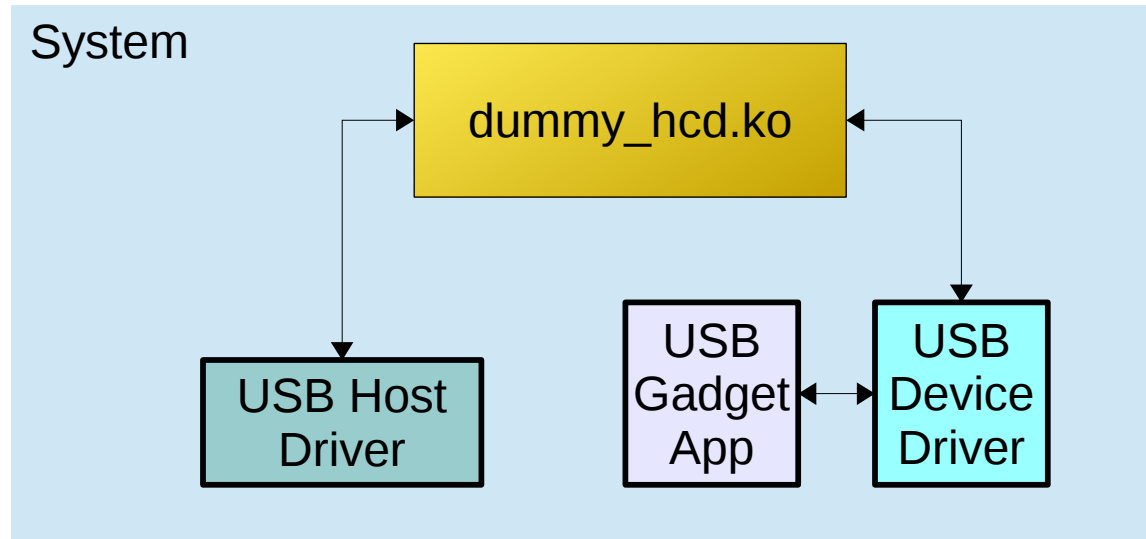 System
dummy_hcd.ko
USB Host
Driver
USB
Gadget
App
USB
Device
Driver